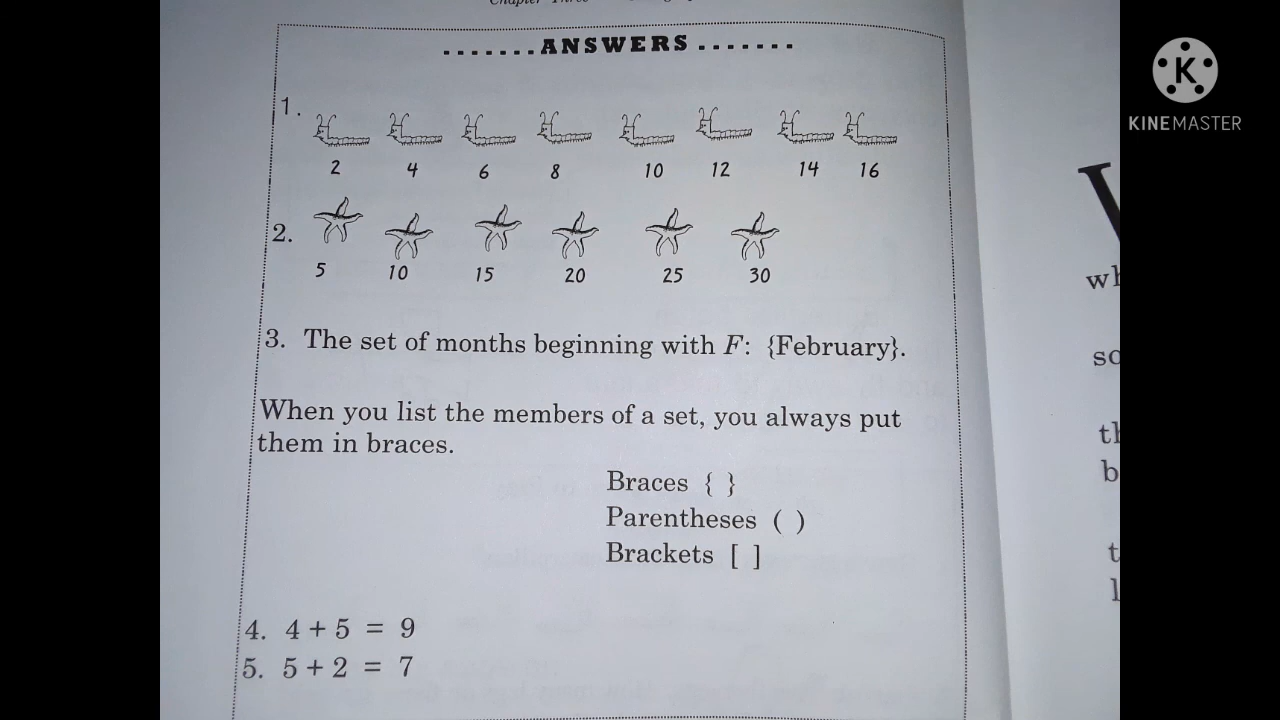 Chapter Three
.......ANSWERS.......
1.
2 4 6 8 10 12 14 16
2.
5 10 15 20 25 30
3. The set of months beginning with F: {February}.
When you list the members of a set, you always put
them in braces.
Braces { }
Parentheses ( )
Brackets [ ]
4. 4 + 5 = 9
5. 5 + 2 = 7
K
KINEMASTER